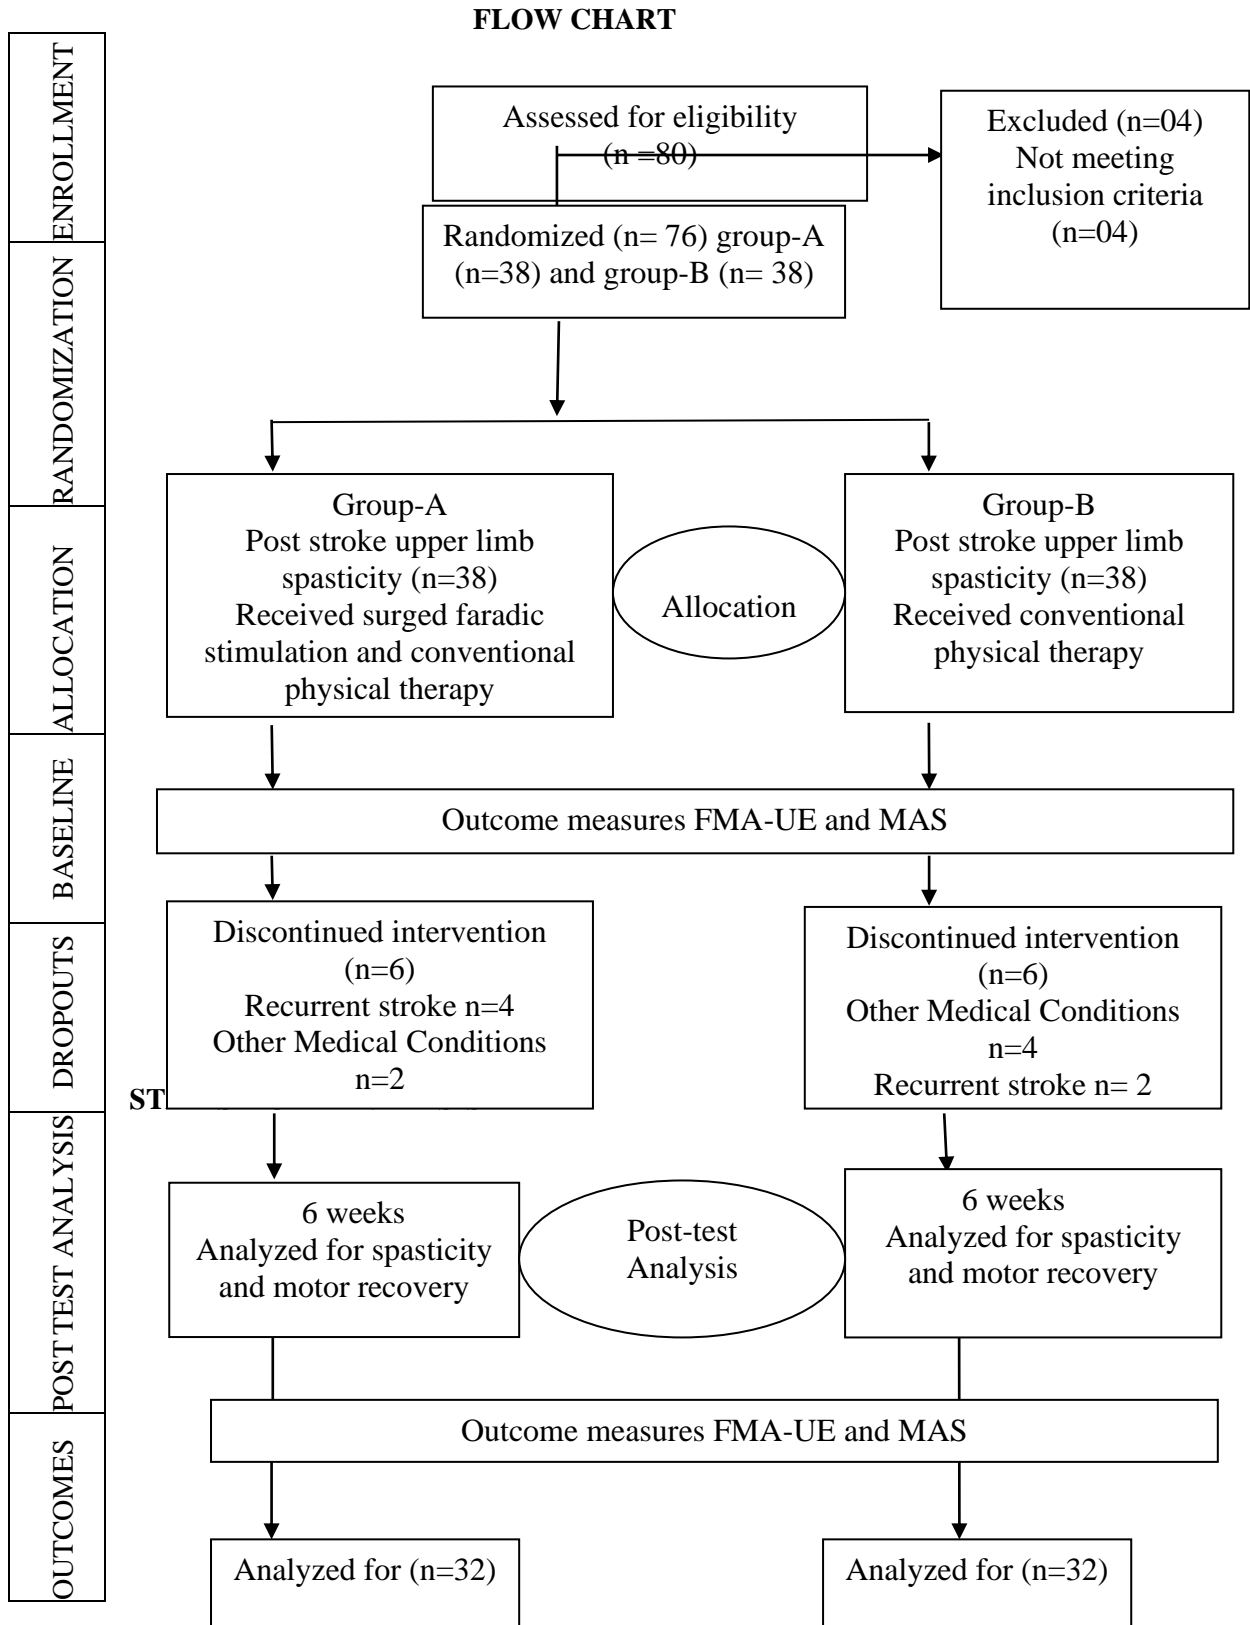 FLOW CHART
ENROLLMENT
Assessed for eligibility
(n =80)
Excluded (n=04)
Not meeting
inclusion criteria
(n=04)
Randomized (n= 76) group-A
(n=38) and group-B (n= 38)
RANDOMIZATION
ALLOCATION
Group-A
Post stroke upper limb
spasticity (n=38)
Received surged faradic
stimulation and conventional
physical therapy
Allocation
Group-B
Post stroke upper limb
spasticity (n=38)
Received conventional
physical therapy
BASELINE
Outcome measures FMA-UE and MAS
DROPOUTS
Discontinued intervention
(n=6)
Recurrent stroke n=4
Other Medical Conditions
n=2
Discontinued intervention
(n=6)
Other Medical Conditions
n=4
Recurrent stroke n= 2
POST TEST ANALYSIS
6 weeks
Analyzed for spasticity
and motor recovery
Post-test
Analysis
6 weeks
Analyzed for spasticity
and motor recovery
Outcome measures FMA-UE and MAS
OUTCOMES
Analyzed for (n=32)
Analyzed for (n=32)